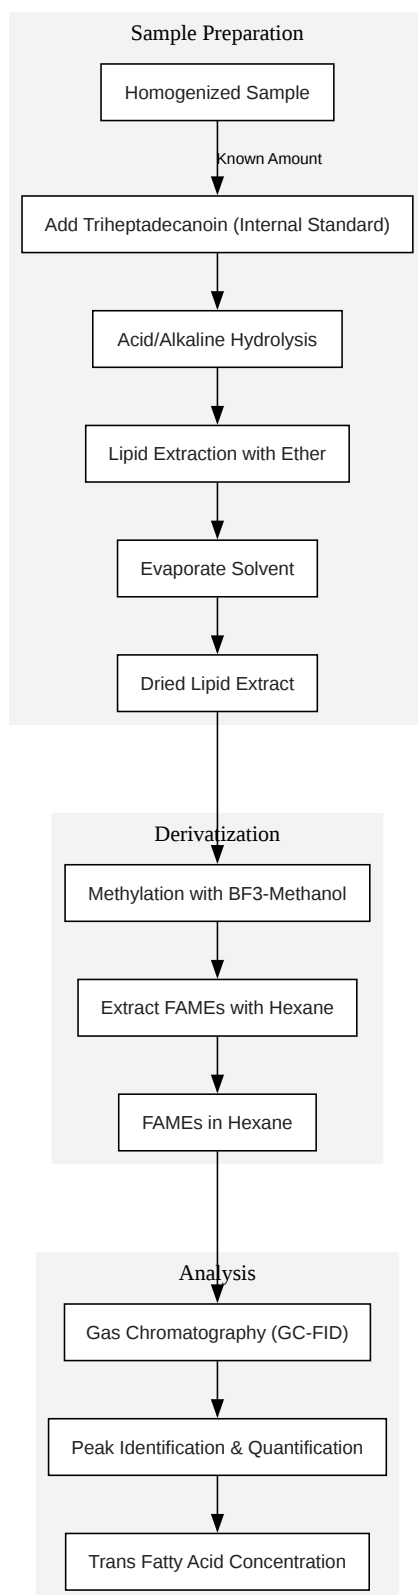 Sample Preparation
Homogenized Sample
Known Amount
Add Triheptadecanoin (Internal Standard)
Acid/Alkaline Hydrolysis
Lipid Extraction with Ether
Evaporate Solvent
Dried Lipid Extract
Derivatization
Methylation with BF3-Methanol
Extract FAMEs with Hexane
FAMEs in Hexane
Analysis
Gas Chromatography (GC-FID)
Peak Identification & Quantification
Trans Fatty Acid Concentration